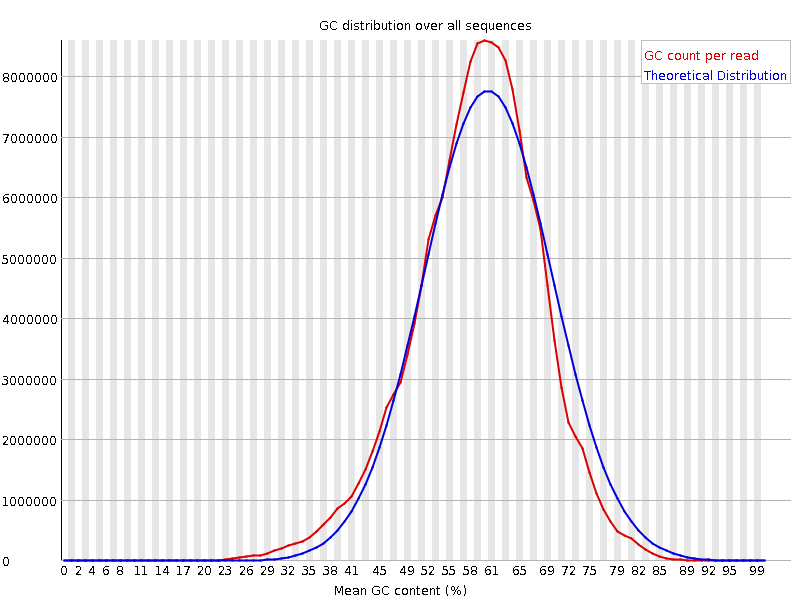 GC distribution over all sequences
GC count per read
Theoretical Distribution
8000000
7000000
6000000
5000000
4000000
3000000
2000000
1000000
0
0 2 4 6 8 11 14 17 20 23 26 29 32 35 38 41 45 49 52 55 58 61 65 69 72 75 79 82 85 89 92 95 99
Mean GC content (%)